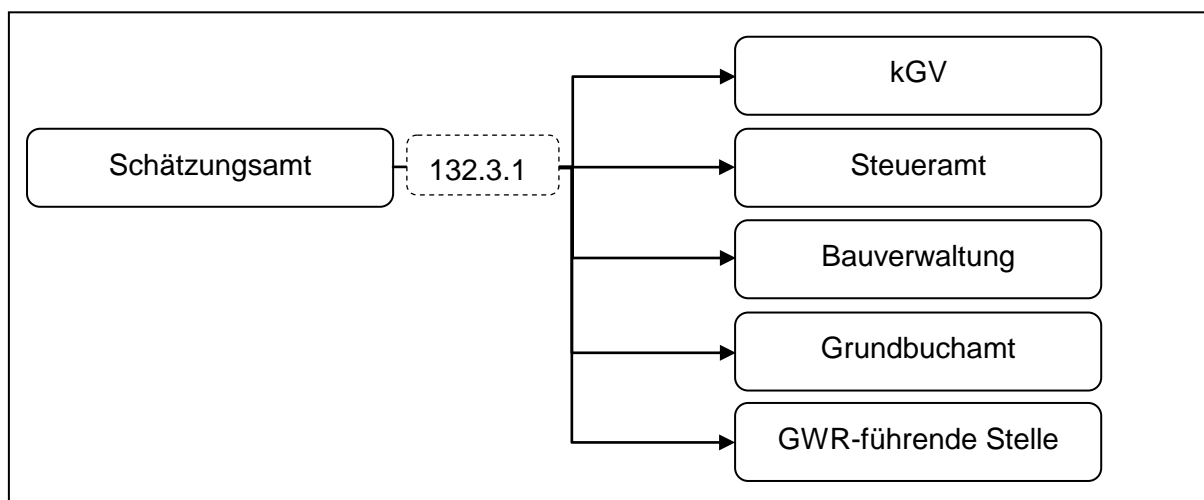 kGV
Schätzungsamt
132.3.1
Steueramt
Bauverwaltung
Grundbuchamt
GWR-führende Stelle